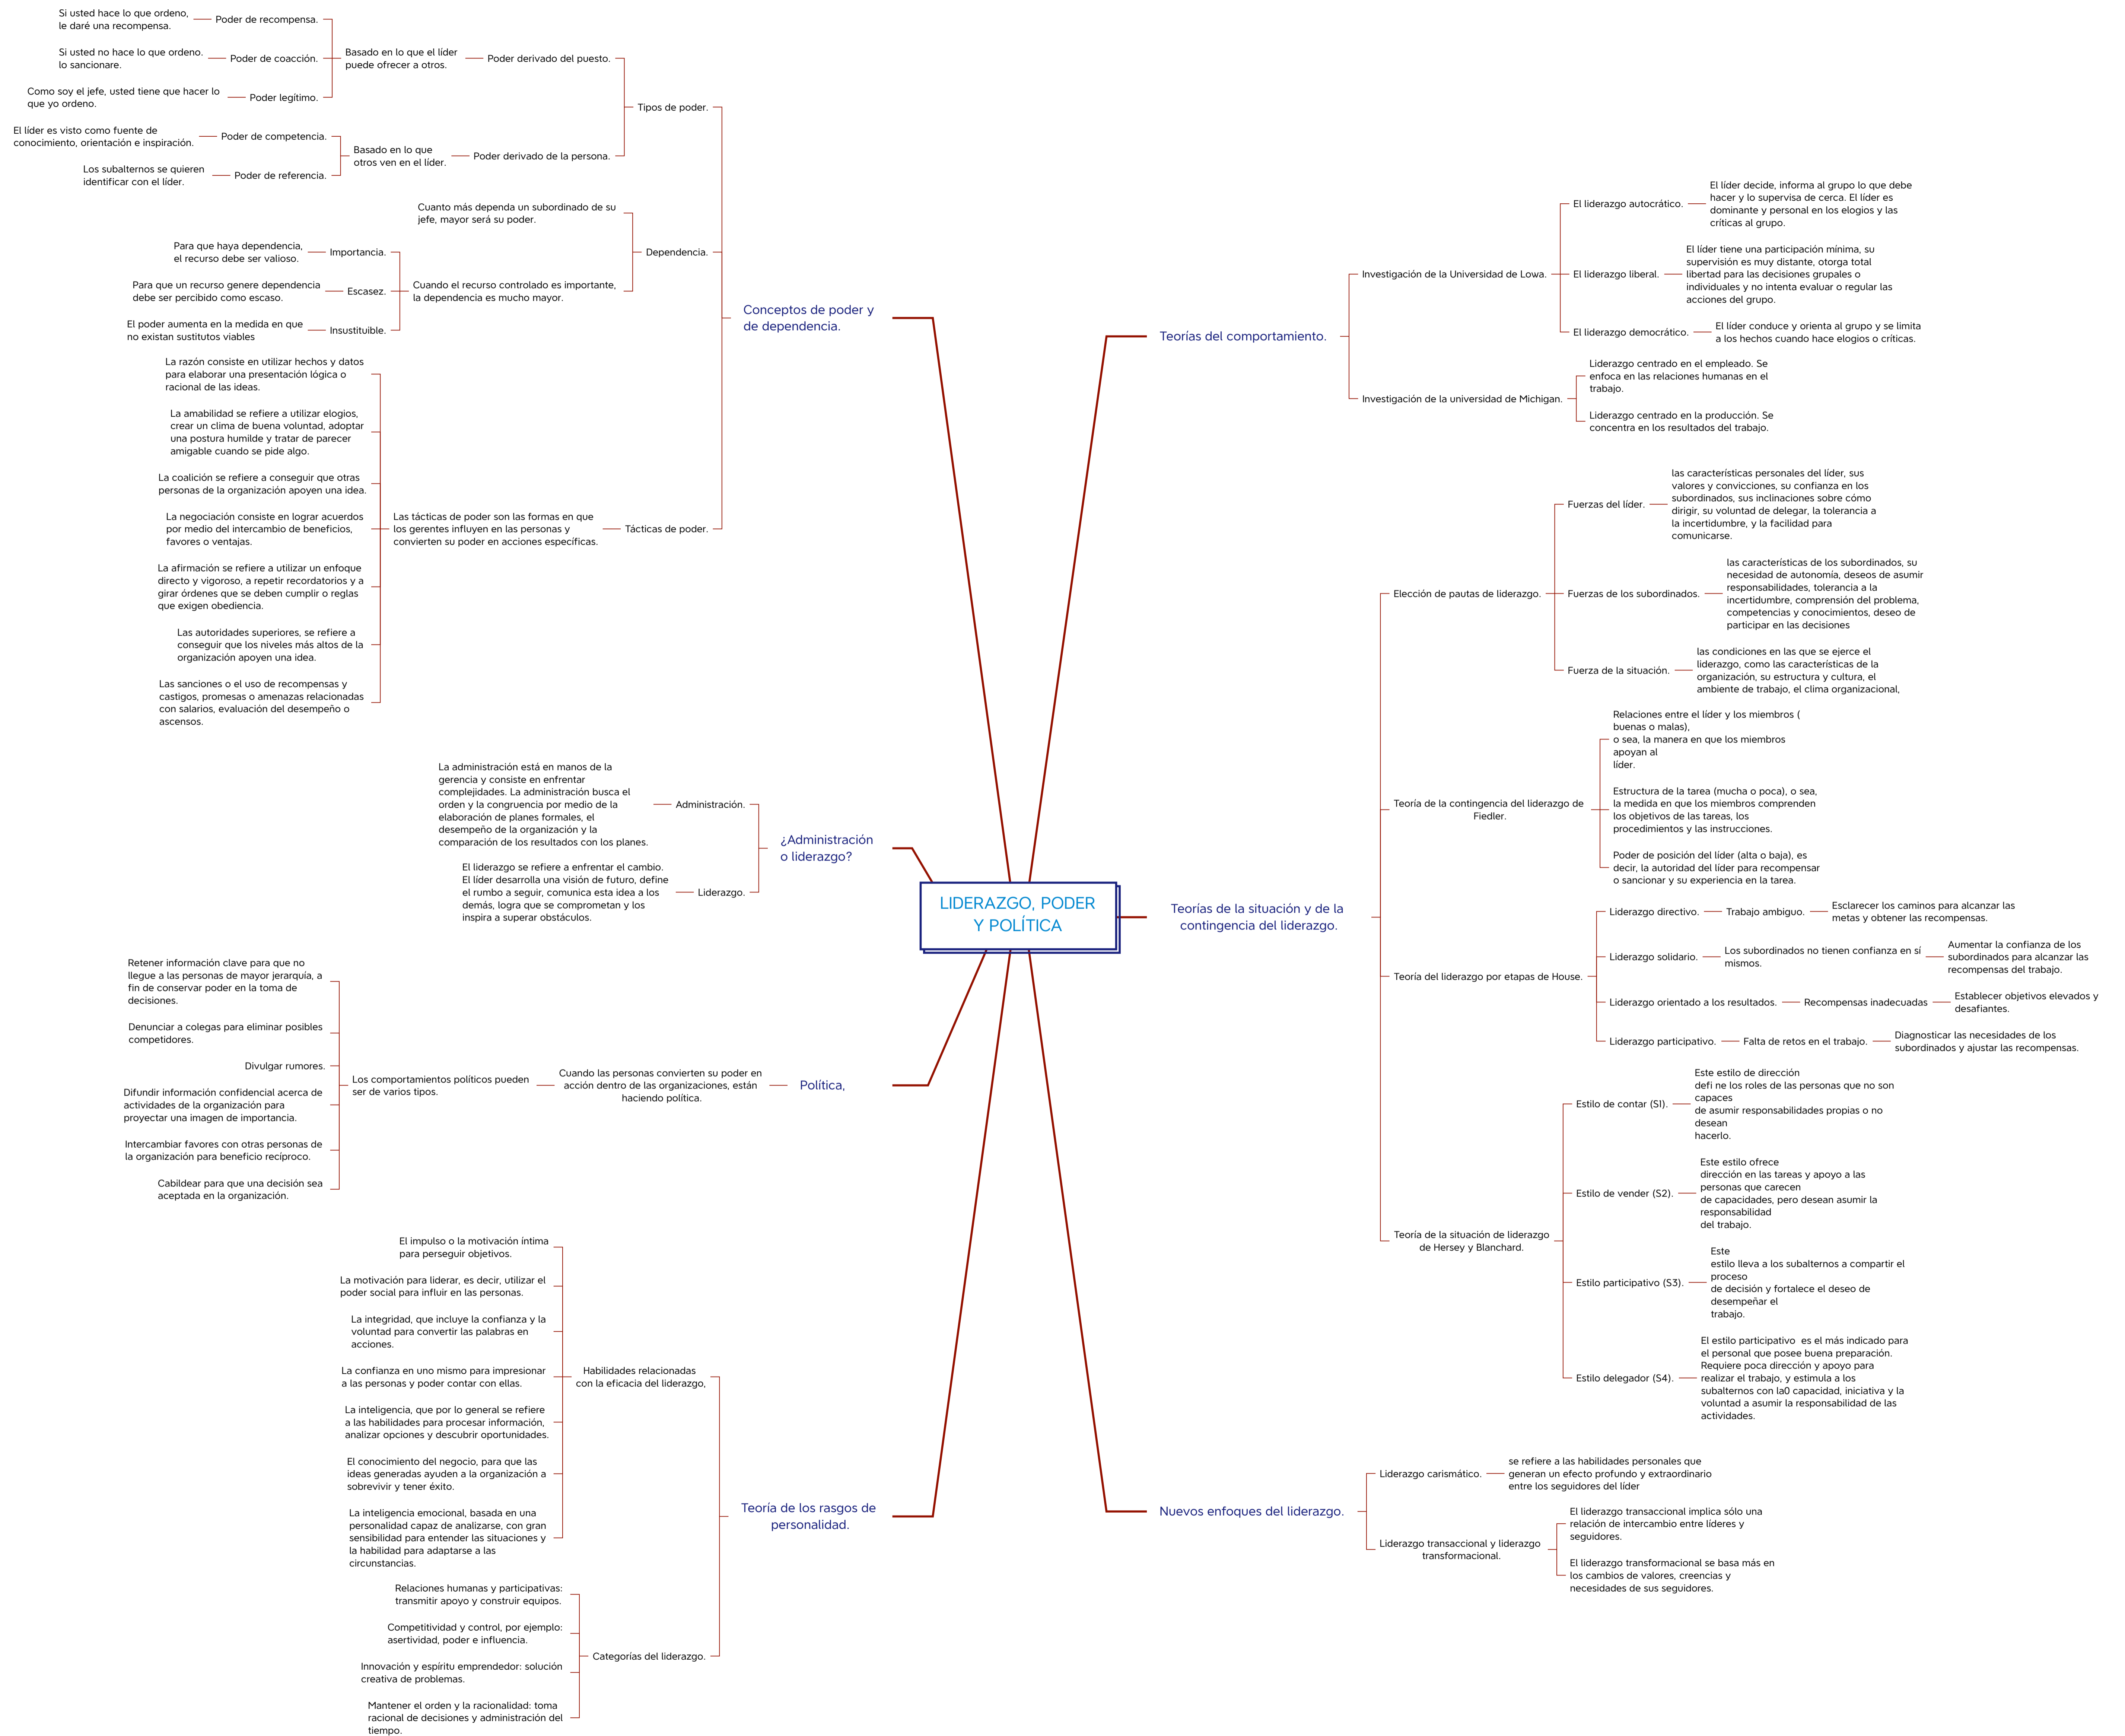 LIDERAZGO, PODER
Y POLÍTICA
Conceptos de poder y
de dependencia.
Tipos de poder.
Poder derivado del puesto.
Basado en lo que el líder
puede ofrecer a otros.
Poder de recompensa.
Si usted hace lo que ordeno,
le daré una recompensa.
Poder de coacción.
Si usted no hace lo que ordeno.
lo sancionare.
Poder legítimo.
Como soy el jefe, usted tiene que hacer lo
que yo ordeno.
Poder derivado de la persona.
Basado en lo que
otros ven en el líder.
Poder de competencia.
El líder es visto como fuente de
conocimiento, orientación e inspiración.
Poder de referencia.
Los subalternos se quieren
identificar con el líder.
Dependencia.
Cuanto más dependa un subordinado de su
jefe, mayor será su poder.
Cuando el recurso controlado es importante,
la dependencia es mucho mayor.
Importancia.
Para que haya dependencia,
el recurso debe ser valioso.
Escasez.
Para que un recurso genere dependencia
debe ser percibido como escaso.
Insustituible.
El poder aumenta en la medida en que
no existan sustitutos viables
Tácticas de poder.
Las tácticas de poder son las formas en que
los gerentes influyen en las personas y
convierten su poder en acciones específicas.
La razón consiste en utilizar hechos y datos
para elaborar una presentación lógica o
racional de las ideas.
La amabilidad se refiere a utilizar elogios,
crear un clima de buena voluntad, adoptar
una postura humilde y tratar de parecer
amigable cuando se pide algo.
La coalición se refiere a conseguir que otras
personas de la organización apoyen una idea.
La negociación consiste en lograr acuerdos
por medio del intercambio de beneficios,
favores o ventajas.
La afirmación se refiere a utilizar un enfoque
directo y vigoroso, a repetir recordatorios y a
girar órdenes que se deben cumplir o reglas
que exigen obediencia.
Las autoridades superiores, se refiere a
conseguir que los niveles más altos de la
organización apoyen una idea.
Las sanciones o el uso de recompensas y
castigos, promesas o amenazas relacionadas
con salarios, evaluación del desempeño o
ascensos.
¿Administración
o liderazgo?
Administración.
La administración está en manos de la
gerencia y consiste en enfrentar
complejidades. La administración busca el
orden y la congruencia por medio de la
elaboración de planes formales, el
desempeño de la organización y la
comparación de los resultados con los planes.
Liderazgo.
El liderazgo se refiere a enfrentar el cambio.
El líder desarrolla una visión de futuro, define
el rumbo a seguir, comunica esta idea a los
demás, logra que se comprometan y los
inspira a superar obstáculos.
Política,
Cuando las personas convierten su poder en
acción dentro de las organizaciones, están
haciendo política.
Los comportamientos políticos pueden
ser de varios tipos.
Retener información clave para que no
llegue a las personas de mayor jerarquía, a
fin de conservar poder en la toma de
decisiones.
Denunciar a colegas para eliminar posibles
competidores.
Divulgar rumores.
Difundir información confidencial acerca de
actividades de la organización para
proyectar una imagen de importancia.
Intercambiar favores con otras personas de
la organización para beneficio recíproco.
Cabildear para que una decisión sea
aceptada en la organización.
Teoría de los rasgos de
personalidad.
Habilidades relacionadas
con la eficacia del liderazgo,
El impulso o la motivación íntima
para perseguir objetivos.
La motivación para liderar, es decir, utilizar el
poder social para influir en las personas.
La integridad, que incluye la confianza y la
voluntad para convertir las palabras en
acciones.
La confianza en uno mismo para impresionar
a las personas y poder contar con ellas.
La inteligencia, que por lo general se refiere
a las habilidades para procesar información,
analizar opciones y descubrir oportunidades.
El conocimiento del negocio, para que las
ideas generadas ayuden a la organización a
sobrevivir y tener éxito.
La inteligencia emocional, basada en una
personalidad capaz de analizarse, con gran
sensibilidad para entender las situaciones y
la habilidad para adaptarse a las
circunstancias.
Categorías del liderazgo.
Relaciones humanas y participativas:
transmitir apoyo y construir equipos.
Competitividad y control, por ejemplo:
asertividad, poder e influencia.
Innovación y espíritu emprendedor: solución
creativa de problemas.
Mantener el orden y la racionalidad: toma
racional de decisiones y administración del
tiempo.
Teorías del comportamiento.
Investigación de la Universidad de Lowa.
El liderazgo autocrático.
El líder decide, informa al grupo lo que debe
hacer y lo supervisa de cerca. El líder es
dominante y personal en los elogios y las
críticas al grupo.
El liderazgo liberal.
El líder tiene una participación mínima, su
supervisión es muy distante, otorga total
libertad para las decisiones grupales o
individuales y no intenta evaluar o regular las
acciones del grupo.
El liderazgo democrático.
El líder conduce y orienta al grupo y se limita
a los hechos cuando hace elogios o críticas.
Investigación de la universidad de Michigan.
Liderazgo centrado en el empleado. Se
enfoca en las relaciones humanas en el
trabajo.
Liderazgo centrado en la producción. Se
concentra en los resultados del trabajo.
Teorías de la situación y de la
contingencia del liderazgo.
Elección de pautas de liderazgo.
Fuerzas del líder.
las características personales del líder, sus
valores y convicciones, su confianza en los
subordinados, sus inclinaciones sobre cómo
dirigir, su voluntad de delegar, la tolerancia a
la incertidumbre, y la facilidad para
comunicarse.
Fuerzas de los subordinados.
las características de los subordinados, su
necesidad de autonomía, deseos de asumir
responsabilidades, tolerancia a la
incertidumbre, comprensión del problema,
competencias y conocimientos, deseo de
participar en las decisiones
Fuerza de la situación.
las condiciones en las que se ejerce el
liderazgo, como las características de la
organización, su estructura y cultura, el
ambiente de trabajo, el clima organizacional,
Teoría de la contingencia del liderazgo de
Fiedler.
Relaciones entre el líder y los miembros (
buenas o malas),
o sea, la manera en que los miembros
apoyan al
líder.
Estructura de la tarea (mucha o poca), o sea,
la medida en que los miembros comprenden
los objetivos de las tareas, los
procedimientos y las instrucciones.
Poder de posición del líder (alta o baja), es
decir, la autoridad del líder para recompensar
o sancionar y su experiencia en la tarea.
Teoría del liderazgo por etapas de House.
Liderazgo directivo.
Trabajo ambiguo.
Esclarecer los caminos para alcanzar las
metas y obtener las recompensas.
Liderazgo solidario.
Los subordinados no tienen confianza en sí
mismos.
Aumentar la confianza de los
subordinados para alcanzar las
recompensas del trabajo.
Liderazgo orientado a los resultados.
Recompensas inadecuadas
Establecer objetivos elevados y
desafiantes.
Liderazgo participativo.
Falta de retos en el trabajo.
Diagnosticar las necesidades de los
subordinados y ajustar las recompensas.
Teoría de la situación de liderazgo
de Hersey y Blanchard.
Estilo de contar (S1).
Este estilo de dirección
defi ne los roles de las personas que no son
capaces
de asumir responsabilidades propias o no
desean
hacerlo.
Estilo de vender (S2).
Este estilo ofrece
dirección en las tareas y apoyo a las
personas que carecen
de capacidades, pero desean asumir la
responsabilidad
del trabajo.
Estilo participativo (S3).
Este
estilo lleva a los subalternos a compartir el
proceso
de decisión y fortalece el deseo de
desempeñar el
trabajo.
Estilo delegador (S4).
El estilo participativo  es el más indicado para
el personal que posee buena preparación.
Requiere poca dirección y apoyo para
realizar el trabajo, y estimula a los
subalternos con la0 capacidad, iniciativa y la
voluntad a asumir la responsabilidad de las
actividades.
Nuevos enfoques del liderazgo.
Liderazgo carismático.
se refiere a las habilidades personales que
generan un efecto profundo y extraordinario
entre los seguidores del líder
Liderazgo transaccional y liderazgo
transformacional.
El liderazgo transaccional implica sólo una
relación de intercambio entre líderes y
seguidores.
El liderazgo transformacional se basa más en
los cambios de valores, creencias y
necesidades de sus seguidores.